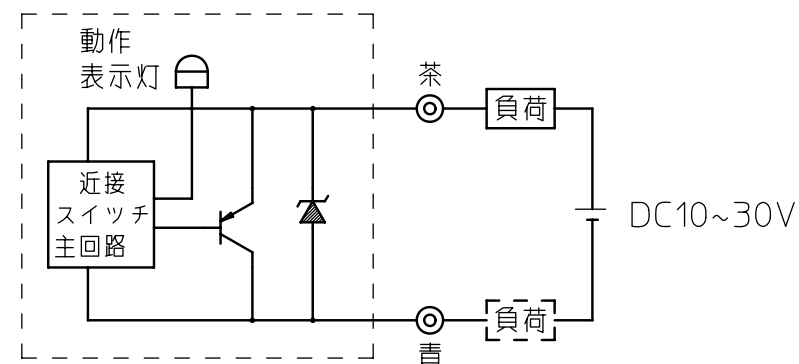 動作
表示灯
茶
負荷
近接
スイッチ
主回路
DC10~30V
負荷
青